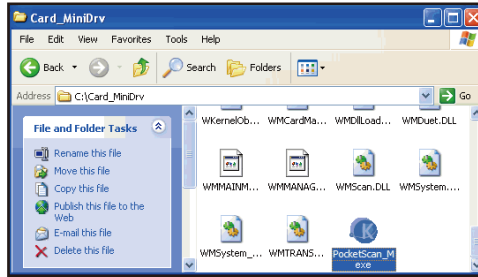 Card_MiniDrv
File Edit View Favorites Tools Help
Back Search Folders
Address C:\Card_MiniDrv Go
File and Folder Tasks
Rename this file
Move this file
Copy this file
Publish this file to the
Web
E-mail this file
Delete this file
WKernelOb... WMCardMa... WMDllLoad... WMDuet.DLL
WMMAINM... WMMANAG... WMScan.DLL WMSystem....
WMSystem_... WMTRANS... PocketScan_M
exe